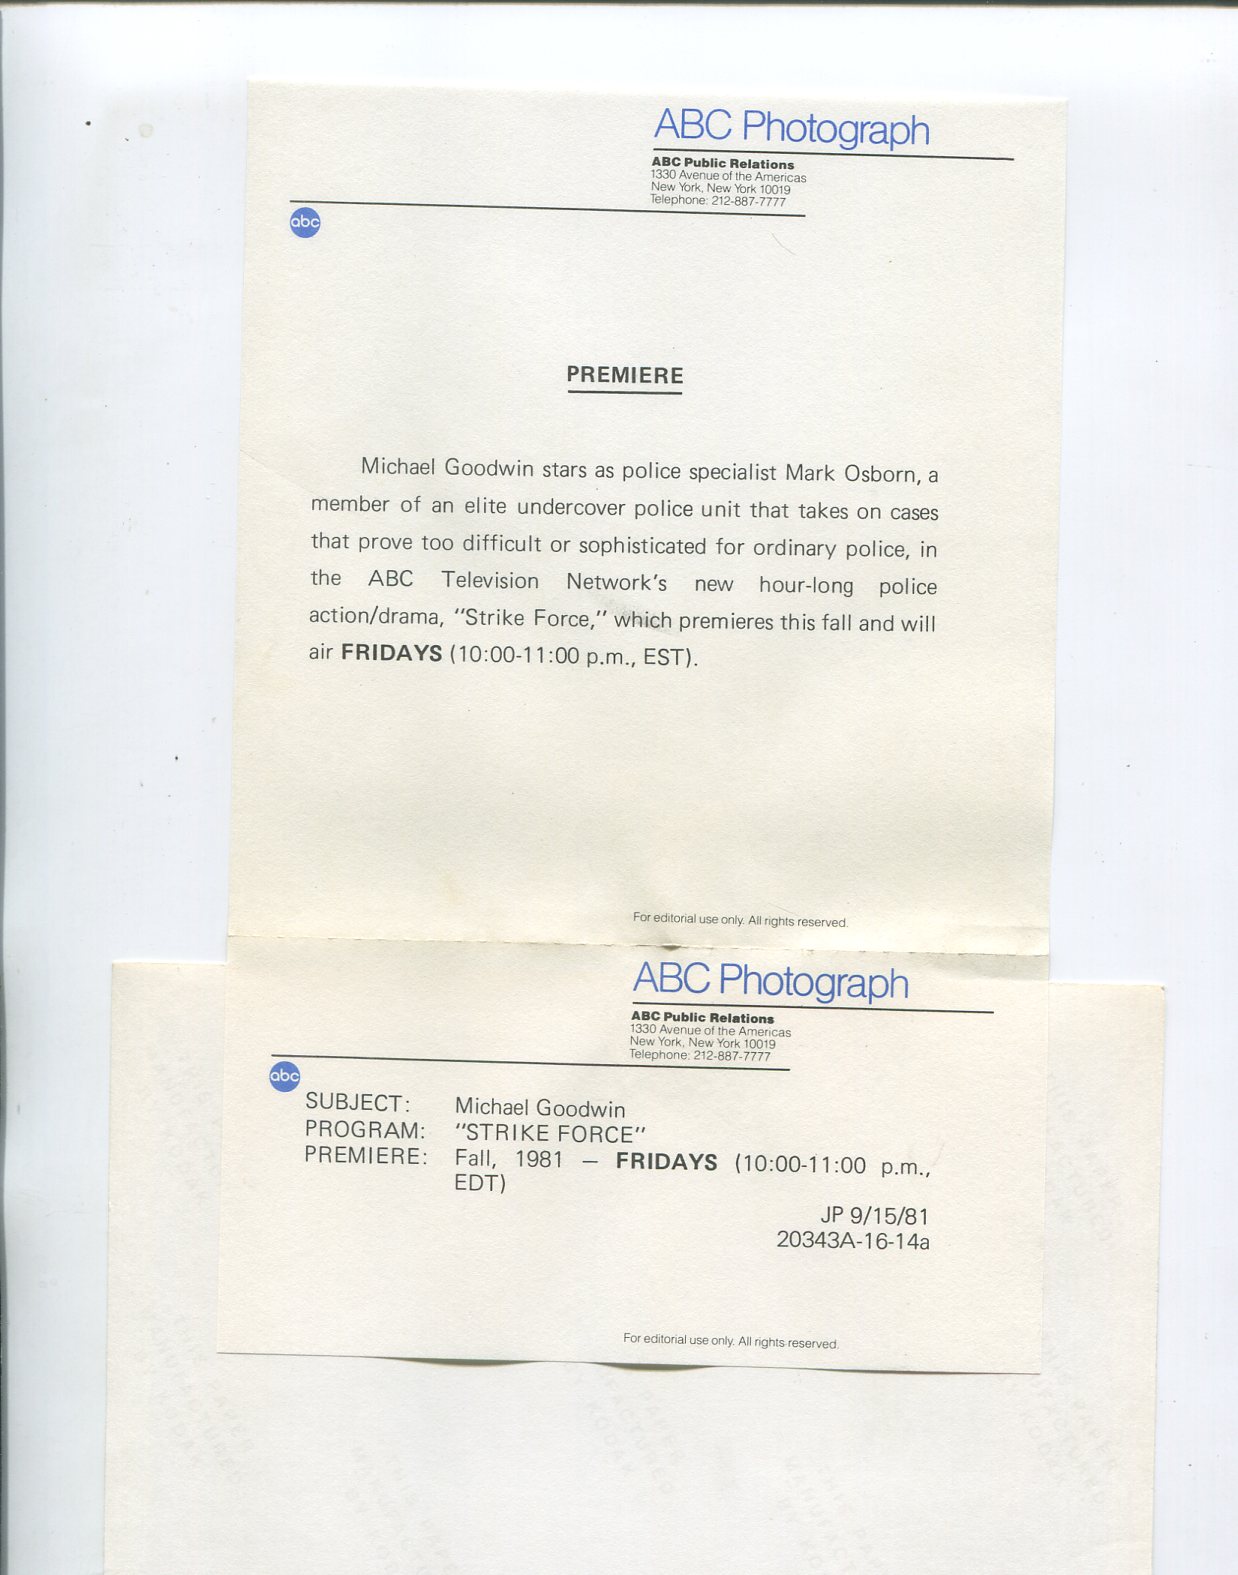 ABC Photograph
ABC Public Relations
1330 Avenue of the Americas
New York, New York 10019
Telephone: 212-887-7777
abc
PREMIERE
Michael Goodwin stars as police specialist Mark Osborn, a
member of an elite undercover police unit that takes on cases
that prove too difficult or sophisticated for ordinary police, in
the ABC Television Network's new hour-long police
action/drama, "Strike Force," which premieres this fall and will
air FRIDAYS (10:00-11:00 p.m., EST).
For editorial use only. All rights reserved.
ABC Photograph
ABC Public Relations
1330 Avenue of the Americas
New York, New York 10019
Telephone: 212-887-7777
abc
SUBJECT: Michael Goodwin
PROGRAM: "STRIKE FORCE"
PREMIERE: Fall, 1981 – FRIDAYS (10:00-11:00 p.m.,
EDT)
JP 9/15/81
20343A-16-14a
For editorial use only. All rights reserved.